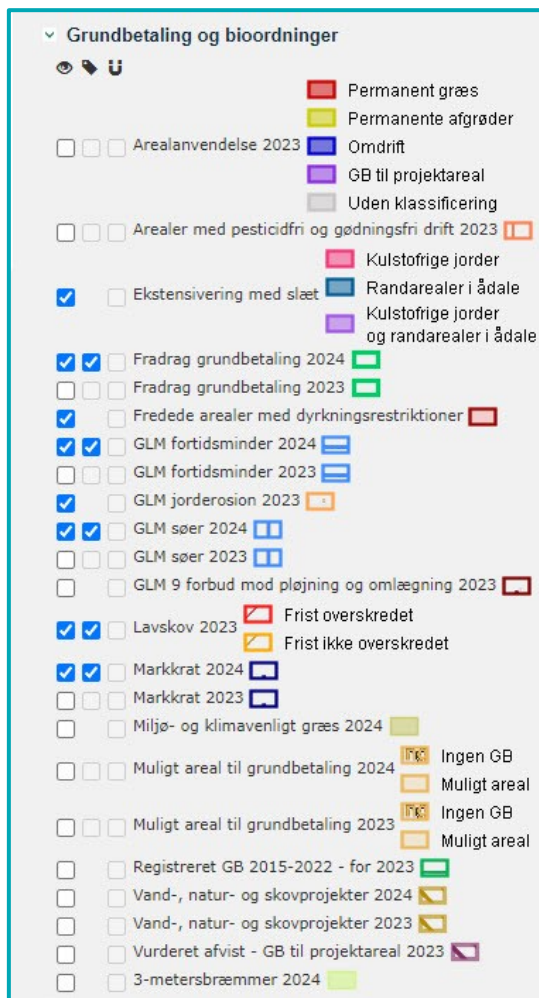 Grundbetaling og bioordninger
Permanent græs
Permanente afgrøder
Arealanvendelse 2023
Omdrift
GB til projektareal
Uden klassificering
Arealer med pesticidfri og gødningsfri drift 2023
Kulstofrige jorder
Ekstensivering med slæt
Randarealer i ådale
Kulstofrige jorder
og randarealer i ådale
Fradrag grundbetaling 2024
Fradrag grundbetaling 2023
Fredede arealer med dyrkningsrestriktioner
GLM fortidsminder 2024
GLM fortidsminder 2023
GLM jorderosion 2023
GLM søer 2024
GLM søer 2023
GLM 9 forbud mod pløjning og omlægning 2023
Frist overskredet
Lavskov 2023
Frist ikke overskredet
Markkrat 2024
Markkrat 2023
Miljø- og klimavenligt græs 2024
Ingen GB
Muligt areal til grundbetaling 2024
Muligt areal
Ingen GB
Muligt areal til grundbetaling 2023
Muligt areal
Registreret GB 2015-2022 - for 2023
Vand-, natur- og skovprojekter 2024
Vand-, natur- og skovprojekter 2023
Vurderet afvist - GB til projektareal 2023
3-metersbræmmer 2024